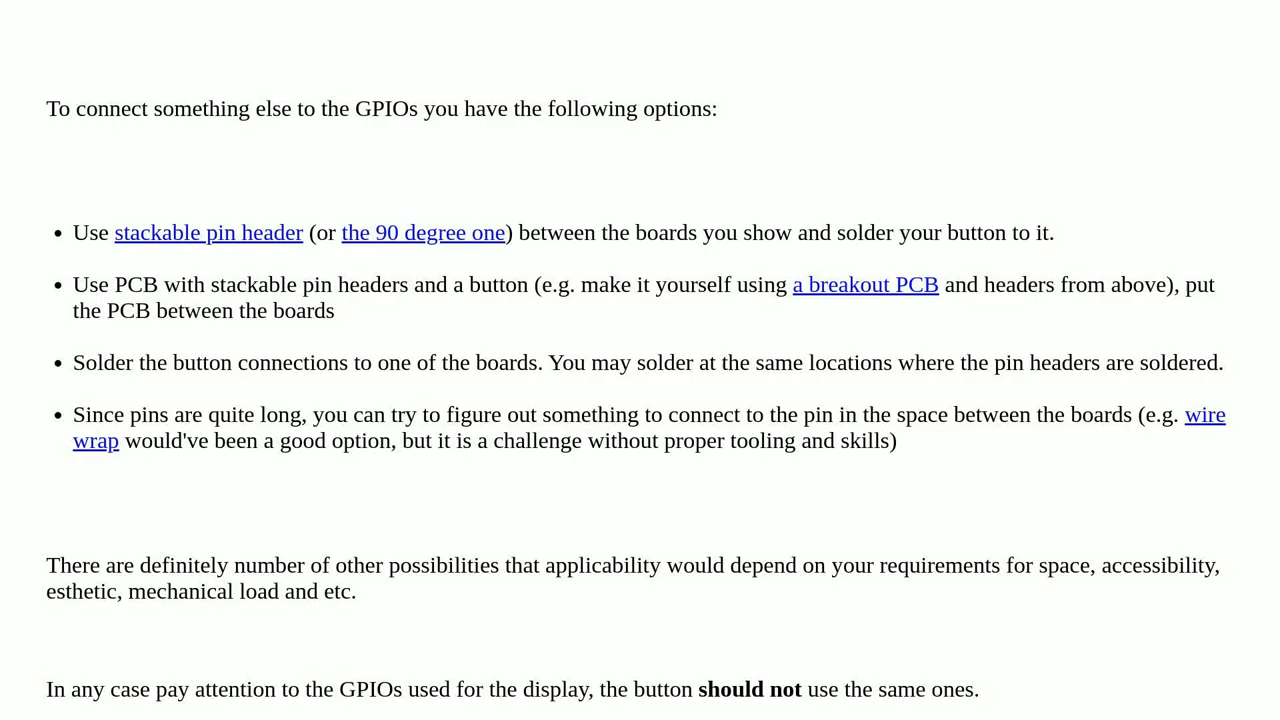 To connect something else to the GPIOs you have the following options:
• Use stackable pin header (or the 90 degree one) between the boards you show and solder your button to it.
• Use PCB with stackable pin headers and a button (e.g. make it yourself using a breakout PCB and headers from above), put
the PCB between the boards
• Solder the button connections to one of the boards. You may solder at the same locations where the pin headers are soldered.
• Since pins are quite long, you can try to figure out something to connect to the pin in the space between the boards (e.g. wire
wrap would've been a good option, but it is a challenge without proper tooling and skills)
There are definitely number of other possibilities that applicability would depend on your requirements for space, accessibility,
esthetic, mechanical load and etc.
In any case pay attention to the GPIOs used for the display, the button should not use the same ones.